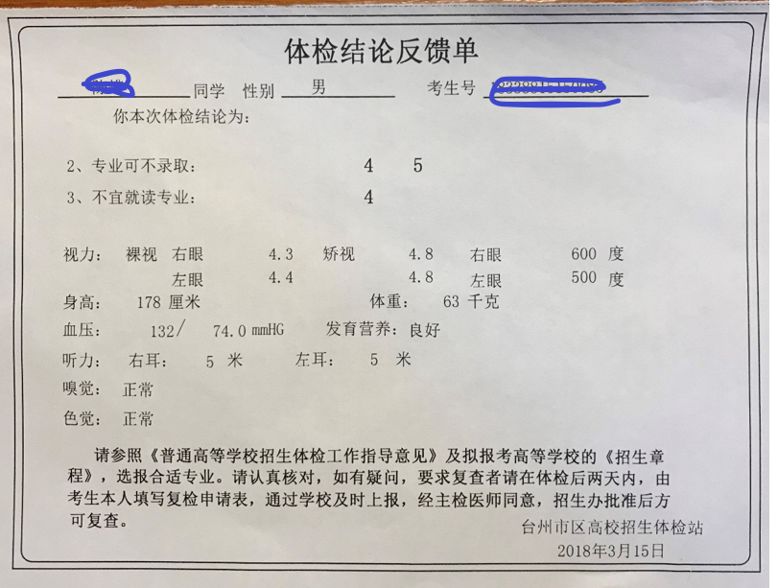 体检结论反馈单
同学 性别 男 考生号
你本次体检结论为:
2、专业可不录取: 4 5
3、不宜就读专业: 4
视力: 裸视 右眼 4.3 矫视 4.8 右眼 600 度
左眼 4.4 4.8 左眼 500 度
身高: 178 厘米 体重: 63 千克
血压: 132/ 74.0 mmHG 发育营养: 良好
听力: 右耳: 5 米 左耳: 5 米
嗅觉: 正常
色觉: 正常
请参照《普通高等学校招生体检工作指导意见》及拟报考高等学校的《招生章
程》，选报合适专业。请认真核对，如有疑问，要求复查者请在体检后两天内，由
考生本人填写复检申请表，通过学校及时上报，经主检医师同意，招生办批准后方
可复查。
台州市区高校招生体检站
2018年3月15日